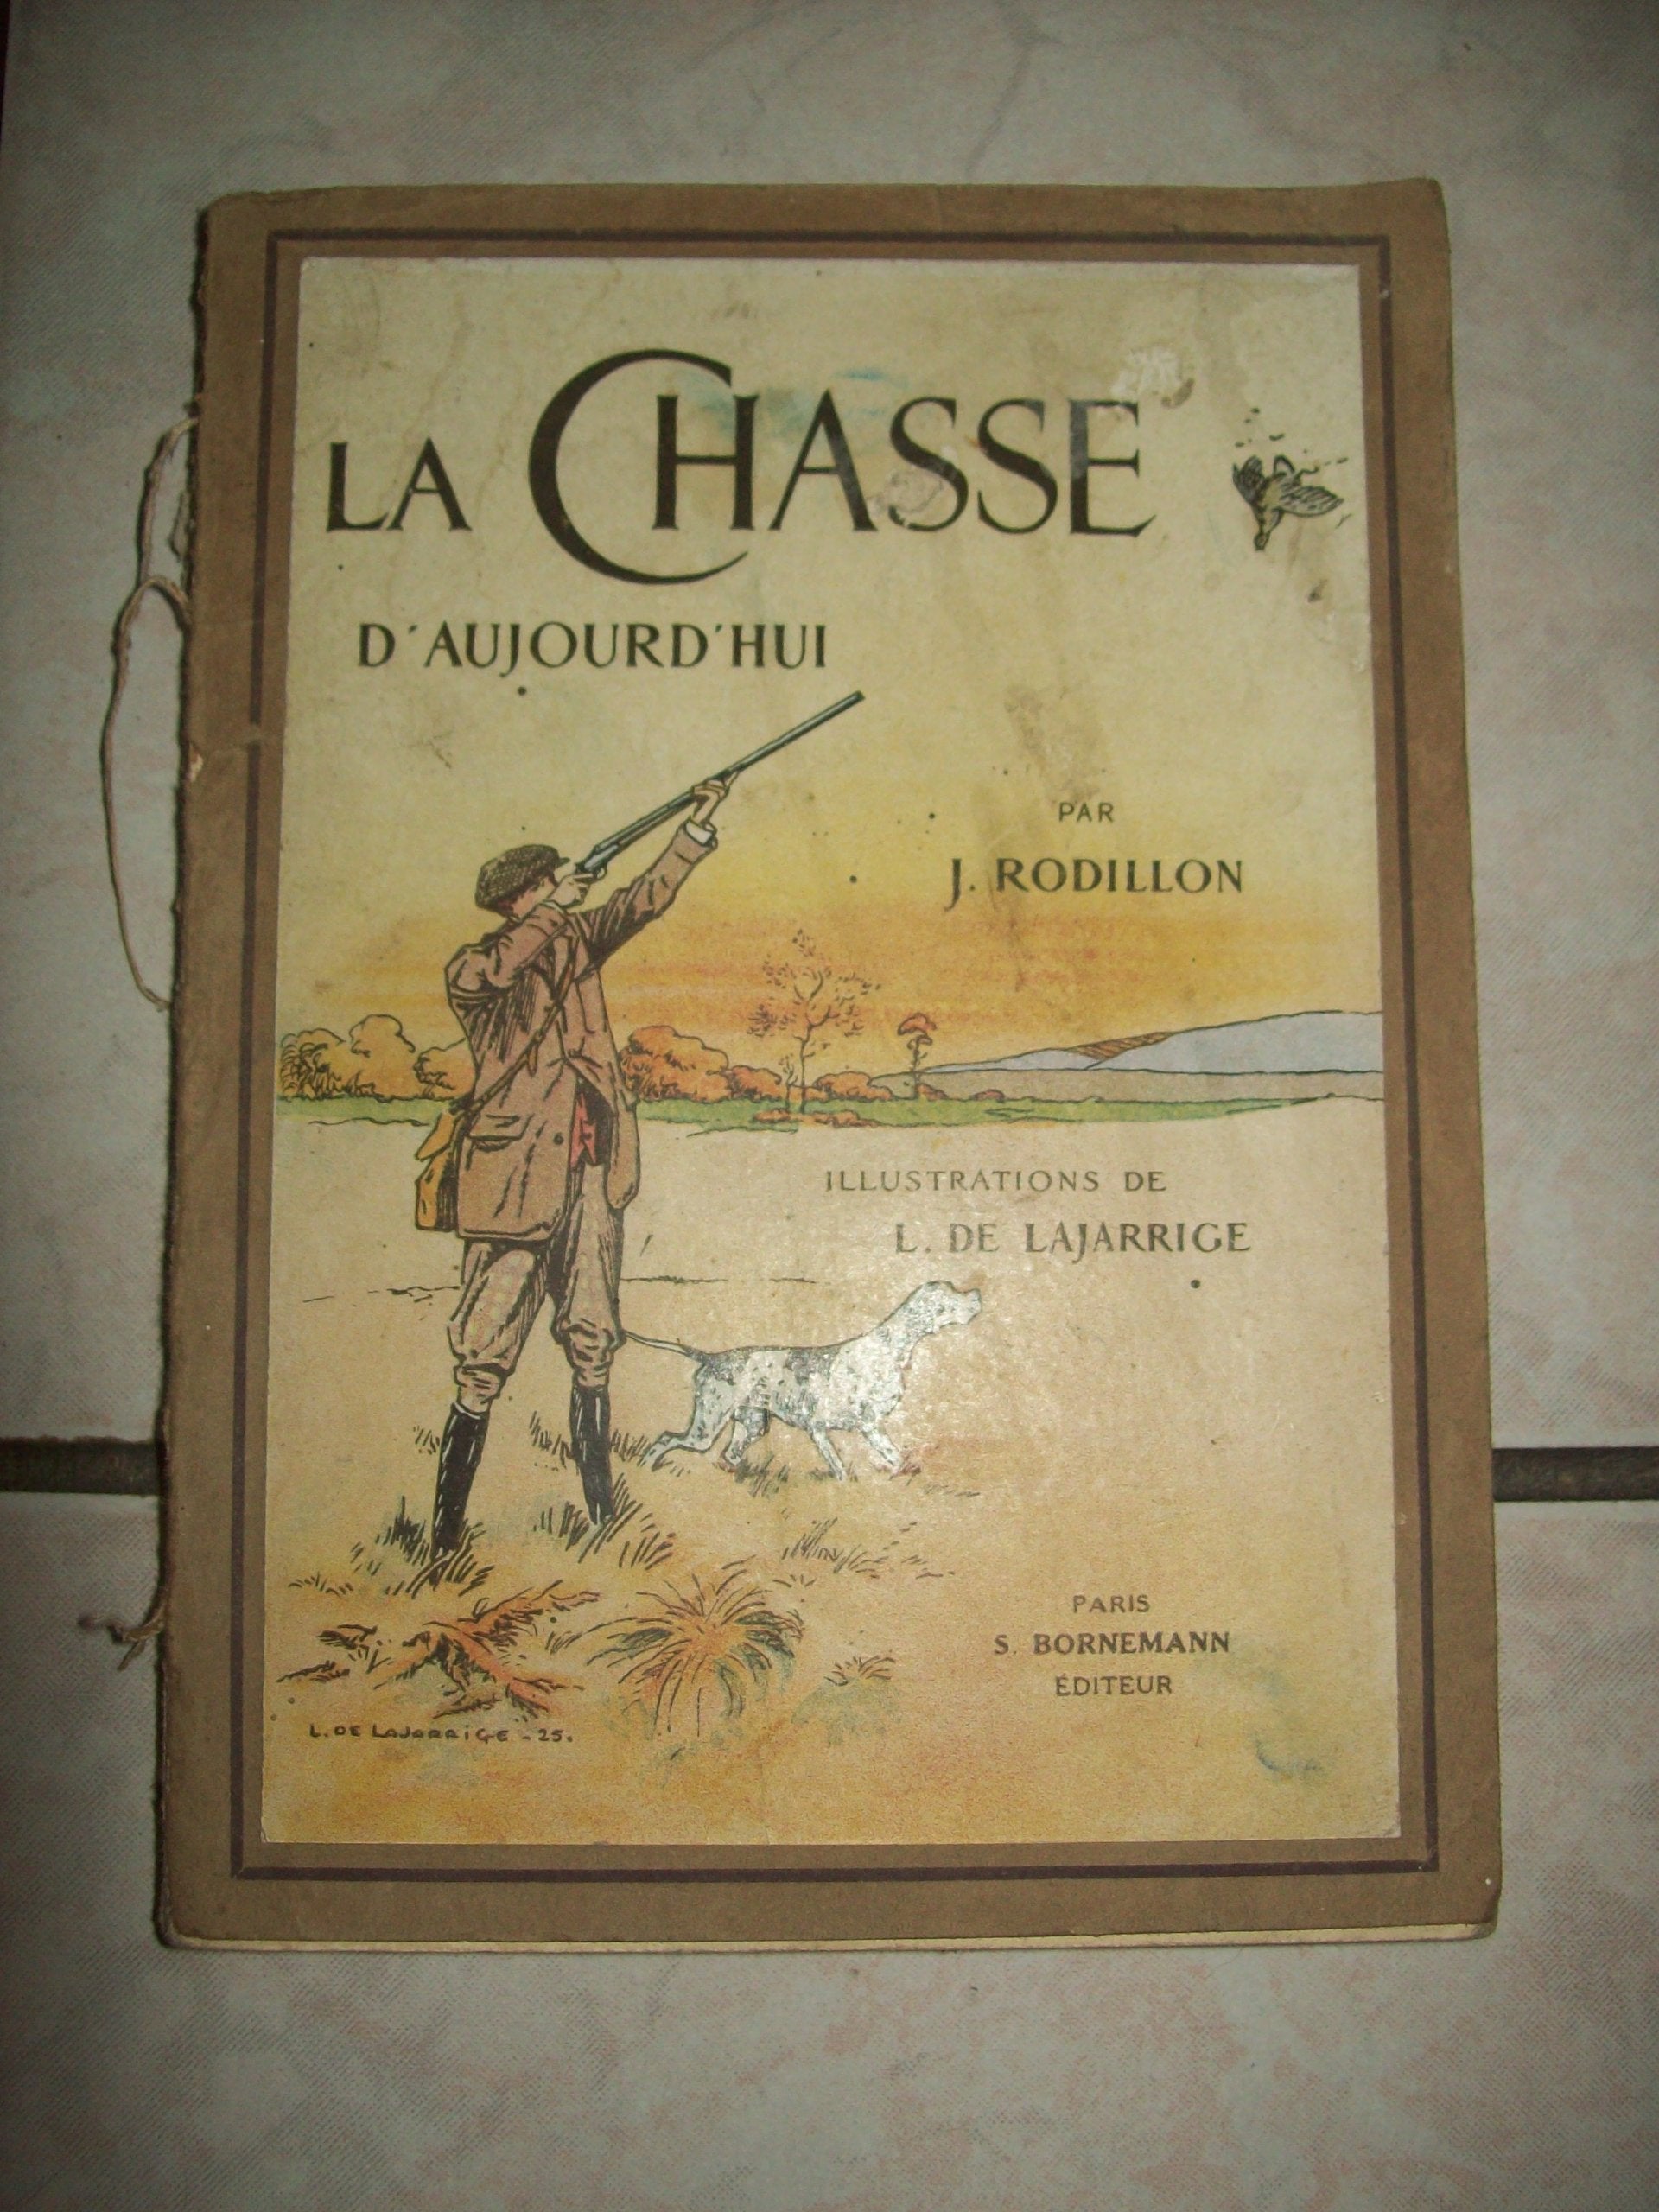 LA CHASSE
D'AUJOURD'HUI
PAR
J. RODILLON
ILLUSTRATIONS DE
L. DE LAJARRIGE
PARIS
S. BORNEMANN
ÉDITEUR
L. DE LAJARRIGE - 25.